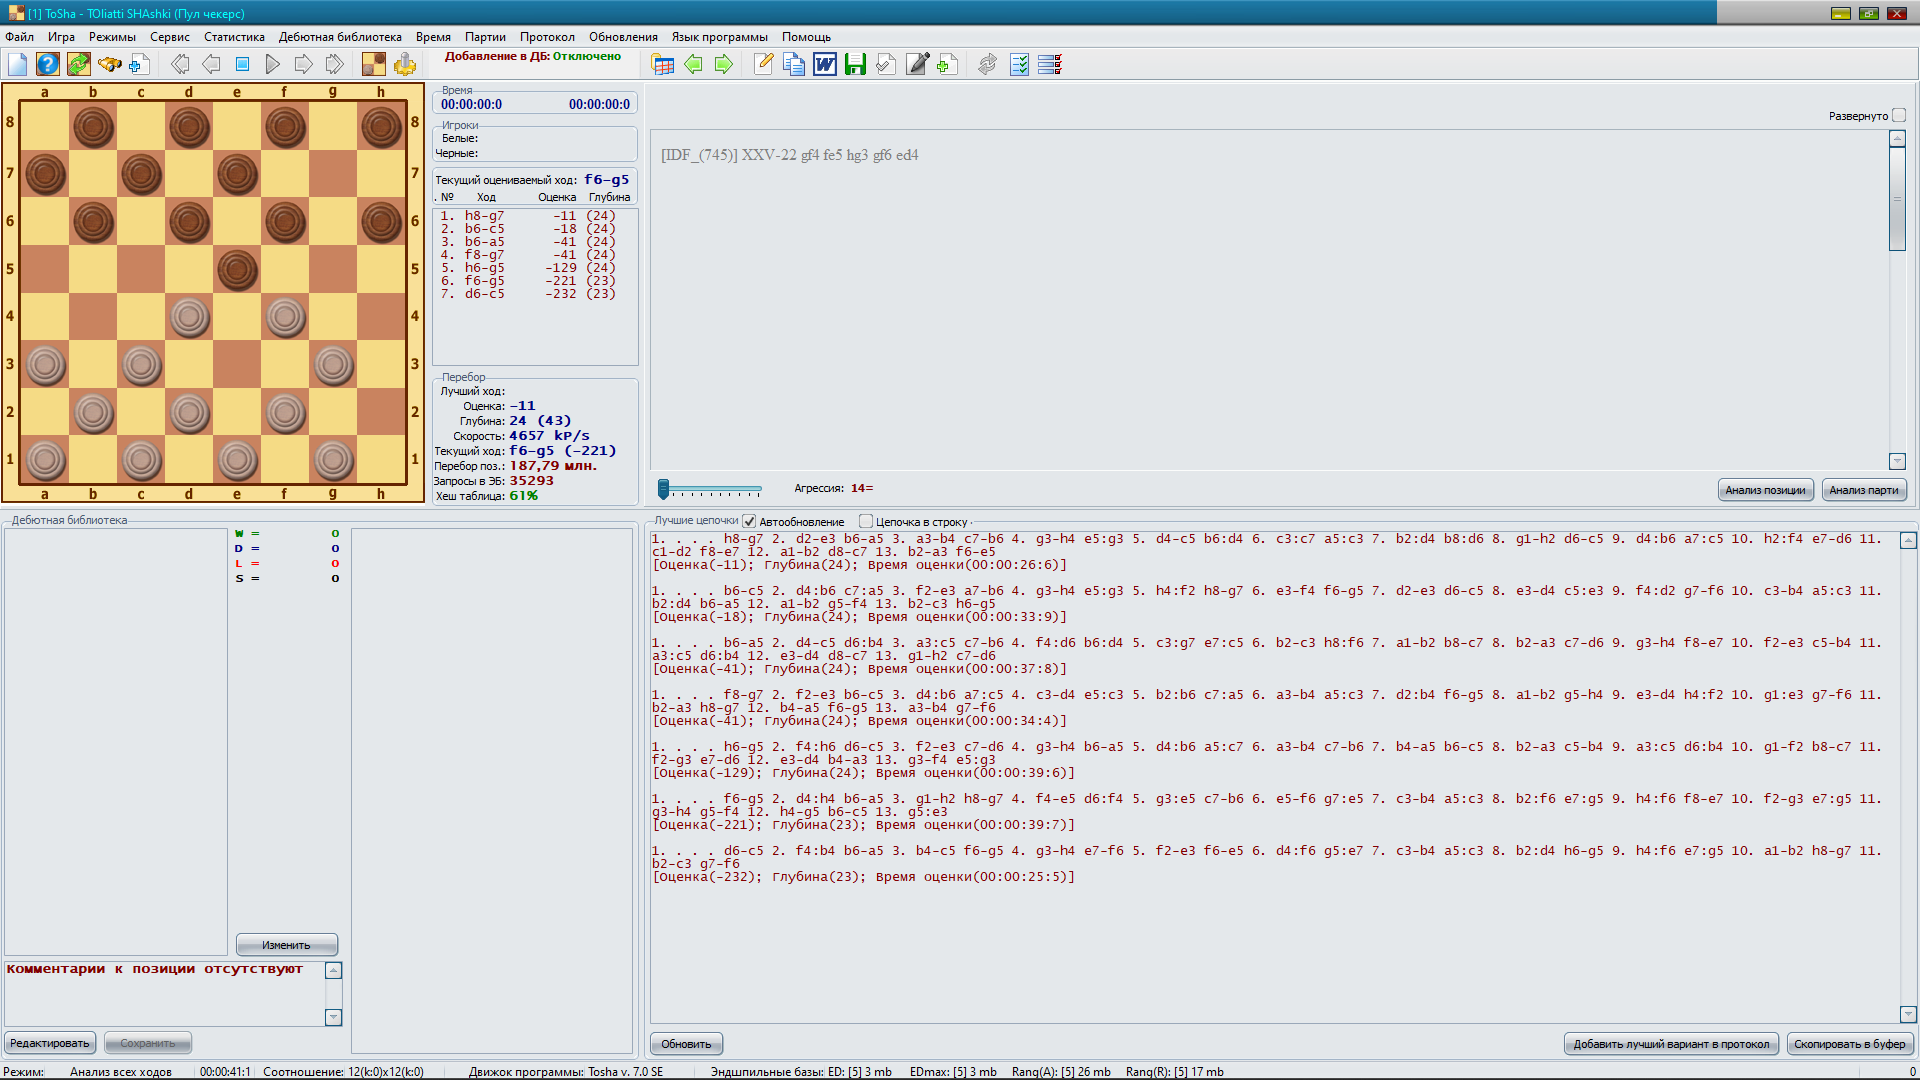 [1] ToSha - TOliatti SHAshki (Пул чекерс)
Файл Игра Режимы Сервис Статистика Дебютная библиотека Время Партии Протокол Обновления Язык программы Помощь
Добавление в ДБ: Отключено
a b c d e f g h
8 8
7 7
6 6
5 5
4 4
3 3
2 2
1 1
a b c d e f g h
Время
00:00:00:0 00:00:00:0
Игроки
Белые:
Черные:
Текущий оцениваемый ход: f6-g5
. № Ход Оценка Глубина
1. h8-g7 -11 (24)
2. b6-c5 -18 (24)
3. b6-a5 -41 (24)
4. f8-g7 -41 (24)
5. h6-g5 -129 (24)
6. f6-g5 -221 (23)
7. d6-c5 -232 (23)
Перебор
Лучший ход:
Оценка: -11
Глубина: 24 (43)
Скорость: 4657 kP/s
Текущий ход: f6-g5 (-221)
Перебор поз.: 187,79 млн.
Запросы в ЭБ: 35293
Хеш таблица: 61%
Развернуто
[IDF_(745)] XXV-22 gf4 fe5 hg3 gf6 ed4
Агрессия: 14=
Анализ позиции Анализ парти
Дебютная библиотека
W = 0
D = 0
L = 0
S = 0
Изменить
Комментарии к позиции отсутствуют
Редактировать Сохранить
Лучшие цепочки Автообновление Цепочка в строку
1. . . . h8-g7 2. d2-e3 b6-a5 3. a3-b4 c7-b6 4. g3-h4 e5:g3 5. d4-c5 b6:d4 6. c3:c7 a5:c3 7. b2:d4 b8:d6 8. g1-h2 d6-c5 9. d4:b6 a7:c5 10. h2:f4 e7-d6 11.
c1-d2 f8-e7 12. a1-b2 d8-c7 13. b2-a3 f6-e5
[Оценка(-11); Глубина(24); Время оценки(00:00:26:6)]
1. . . . b6-c5 2. d4:b6 c7:a5 3. f2-e3 a7-b6 4. g3-h4 e5:g3 5. h4:f2 h8-g7 6. e3-f4 f6-g5 7. d2-e3 d6-c5 8. e3-d4 c5:e3 9. f4:d2 g7-f6 10. c3-b4 a5:c3 11.
b2:d4 b6-a5 12. a1-b2 g5-f4 13. b2-c3 h6-g5
[Оценка(-18); Глубина(24); Время оценки(00:00:33:9)]
1. . . . b6-a5 2. d4-c5 d6:b4 3. a3:c5 c7-b6 4. f4:d6 b6:d4 5. c3:g7 e7:c5 6. b2-c3 h8:f6 7. a1-b2 b8-c7 8. b2-a3 c7-d6 9. g3-h4 f8-e7 10. f2-e3 c5-b4 11.
a3:c5 d6:b4 12. e3-d4 d8-c7 13. g1-h2 c7-d6
[Оценка(-41); Глубина(24); Время оценки(00:00:37:8)]
1. . . . f8-g7 2. f2-e3 b6-c5 3. d4:b6 a7:c5 4. c3-d4 e5:c3 5. b2:b6 c7:a5 6. a3-b4 a5:c3 7. d2:b4 f6-g5 8. a1-b2 g5-h4 9. e3-d4 h4:f2 10. g1:e3 g7-f6 11.
b2-a3 h8-g7 12. b4-a5 f6-g5 13. a3-b4 g7-f6
[Оценка(-41); Глубина(24); Время оценки(00:00:34:4)]
1. . . . h6-g5 2. f4:h6 d6-c5 3. f2-e3 c7-d6 4. g3-h4 b6-a5 5. d4:b6 a5:c7 6. a3-b4 c7-b6 7. b4-a5 b6-c5 8. b2-a3 c5-b4 9. a3:c5 d6:b4 10. g1-f2 b8-c7 11.
f2-g3 e7-d6 12. e3-d4 b4-a3 13. g3-f4 e5:g3
[Оценка(-129); Глубина(24); Время оценки(00:00:39:6)]
1. . . . f6-g5 2. d4:h4 b6-a5 3. g1-h2 h8-g7 4. f4-e5 d6:f4 5. g3:e5 c7-b6 6. e5-f6 g7:e5 7. c3-b4 a5:c3 8. b2:f6 e7:g5 9. h4:f6 f8-e7 10. f2-g3 e7:g5 11.
g3-h4 g5-f4 12. h4-g5 b6-c5 13. g5:e3
[Оценка(-221); Глубина(23); Время оценки(00:00:39:7)]
1. . . . d6-c5 2. f4:b4 b6-a5 3. b4-c5 f6-g5 4. g3-h4 e7-f6 5. f2-e3 f6-e5 6. d4:f6 g5:e7 7. c3-b4 a5:c3 8. b2:d4 h6-g5 9. h4:f6 e7:g5 10. a1-b2 h8-g7 11.
b2-c3 g7-f6
[Оценка(-232); Глубина(23); Время оценки(00:00:25:5)]
Обновить Добавить лучший вариант в протокол Скопировать в буфер
Режим: Анализ всех ходов 00:00:41:1 Соотношение: 12(k:0)x12(k:0) Движок программы: Tosha v. 7.0 SE Эндшпильные базы: ED: [5] 3 mb EDmax: [5] 3 mb Rang(A): [5] 26 mb Rang(R): [5] 17 mb 0